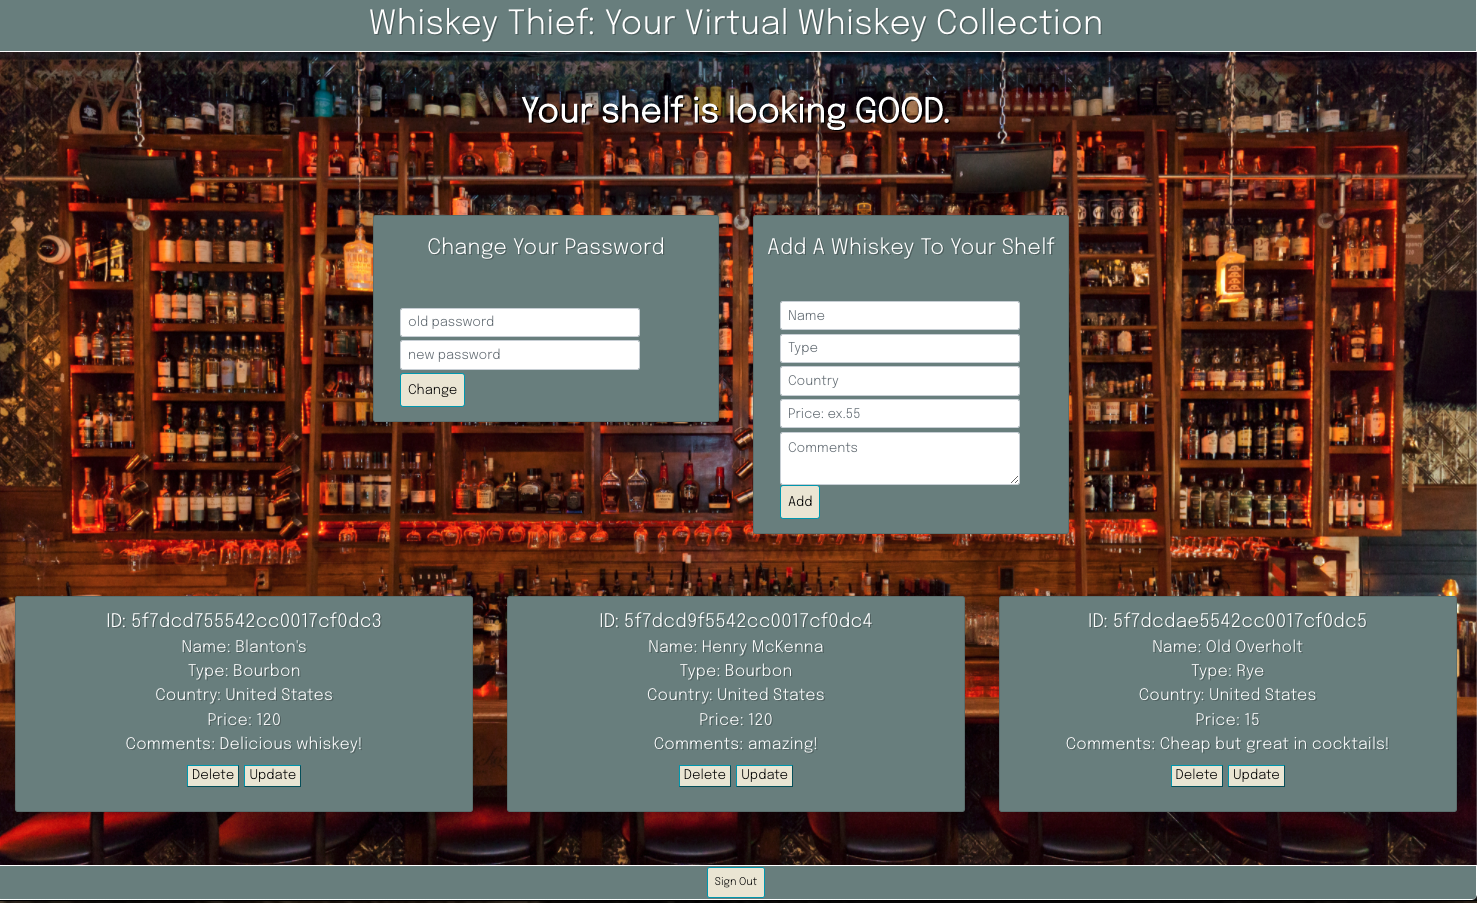 Whiskey Thief: Your Virtual Whiskey Collection
Your shelf is looking GOOD.
Change Your Password
old password
new password
Change
Add A Whiskey To Your Shelf
Name
Type
Country
Price: ex.55
Comments
Add
ID: 5f7dcd755542cc0017cf0dc3
Name: Blanton's
Type: Bourbon
Country: United States
Price: 120
Comments: Delicious whiskey!
Delete Update
ID: 5f7dcd9f5542cc0017cf0dc4
Name: Henry McKenna
Type: Bourbon
Country: United States
Price: 120
Comments: amazing!
Delete Update
ID: 5f7dcdae5542cc0017cf0dc5
Name: Old Overholt
Type: Rye
Country: United States
Price: 15
Comments: Cheap but great in cocktails!
Delete Update
Sign Out